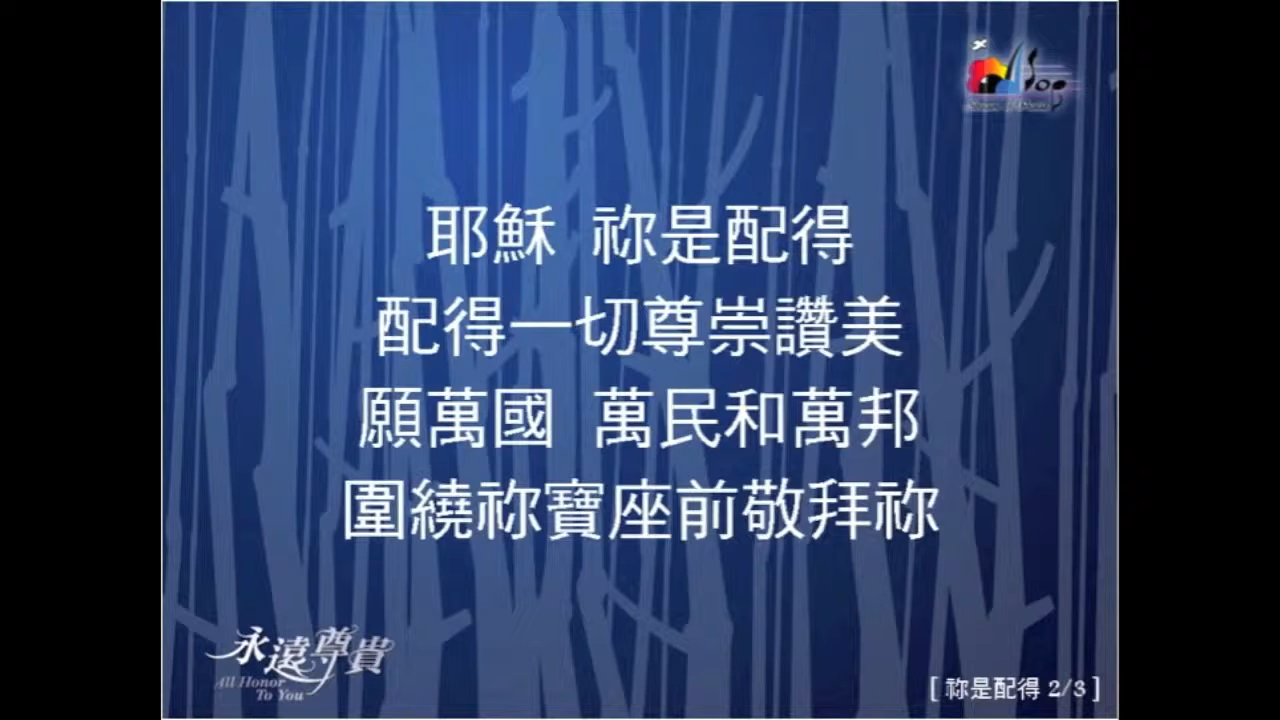 耶穌 祢是配得
配得一切尊崇讚美
願萬國 萬民和萬邦
圍繞祢寶座前敬拜祢
永遠尊貴
All Honor
To You
[ 祢是配得 2/3 ]